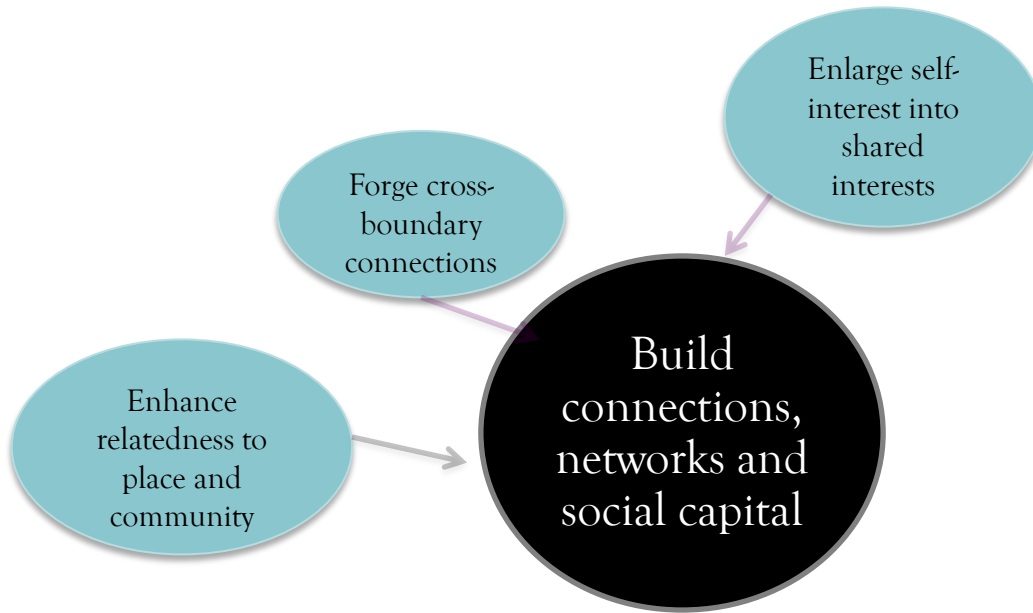 Enlarge self-
interest into
shared
interests
Forge cross-
boundary
connections
Enhance
relatedness to
place and
community
Build
connections,
networks and
social capital